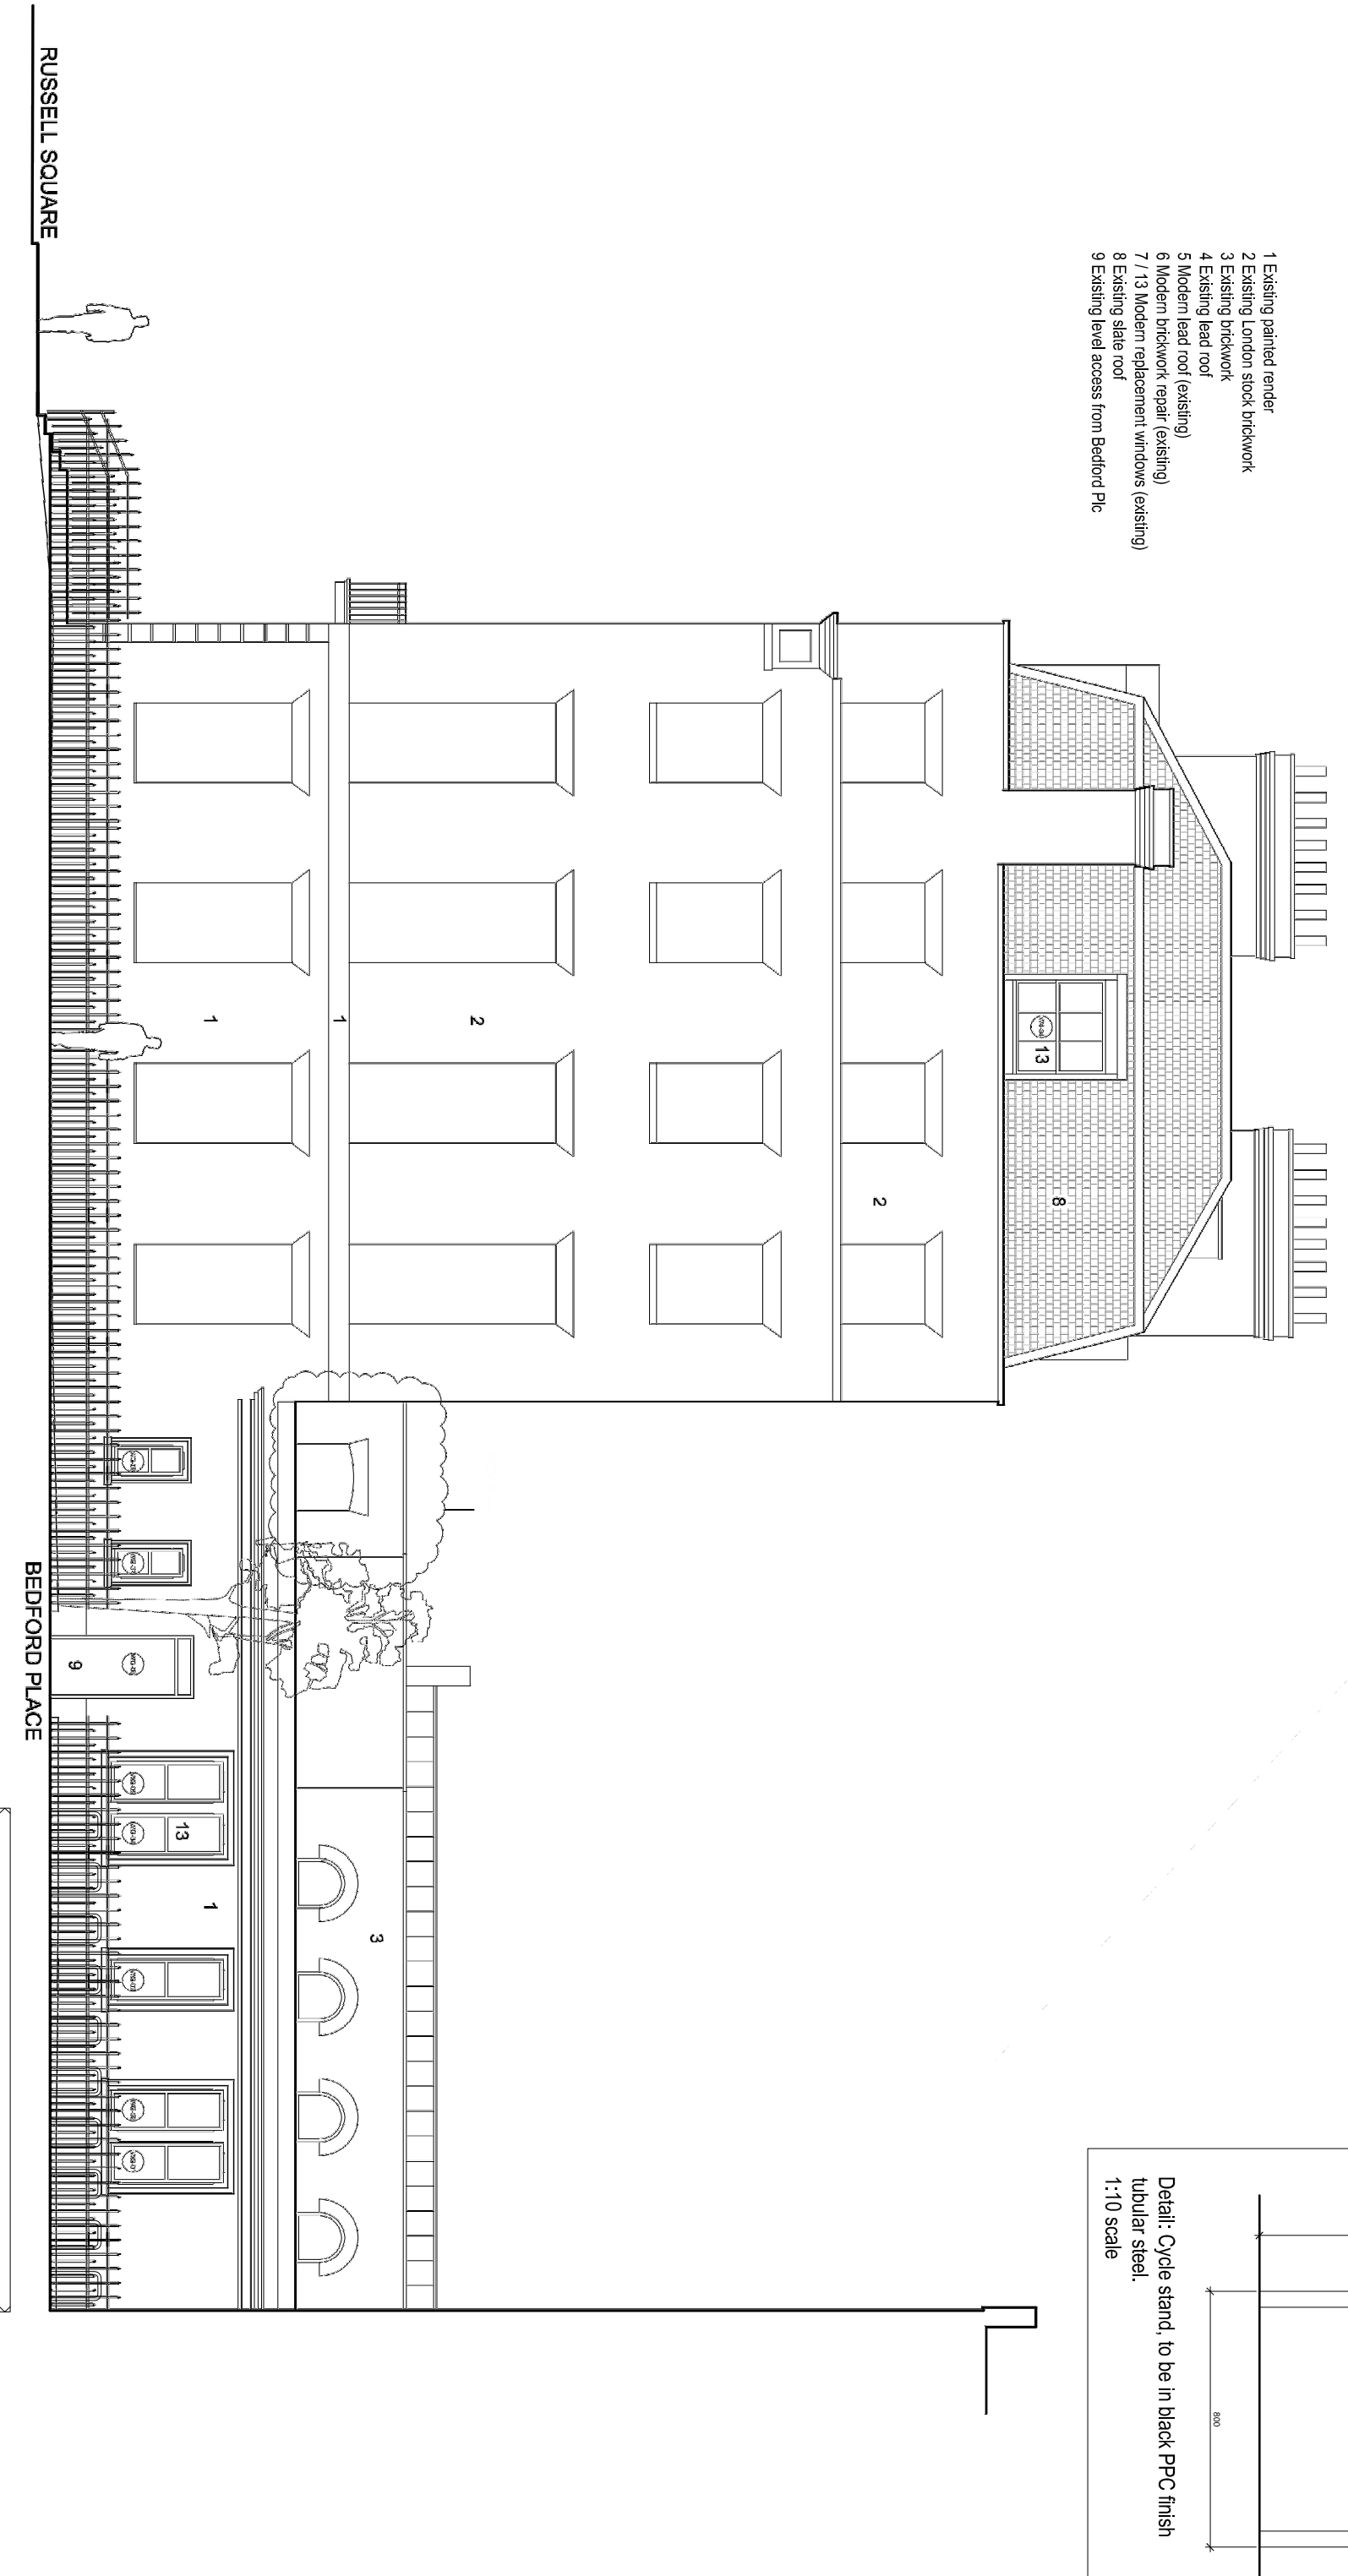 1 Existing painted render
2 Existing London stock brickwork
3 Existing brickwork
4 Existing lead roof
5 Modern lead roof (existing)
6 Modern brickwork repair (existing)
7 / 13 Modern replacement windows (existing)
8 Existing slate roof
9 Existing level access from Bedford Plc
13
8
2
2
1
1
3
13
1
9
RUSSELL SQUARE
BEDFORD PLACE
800
Detail: Cycle stand, to be in black PPC finish
tubular steel.
1:10 scale